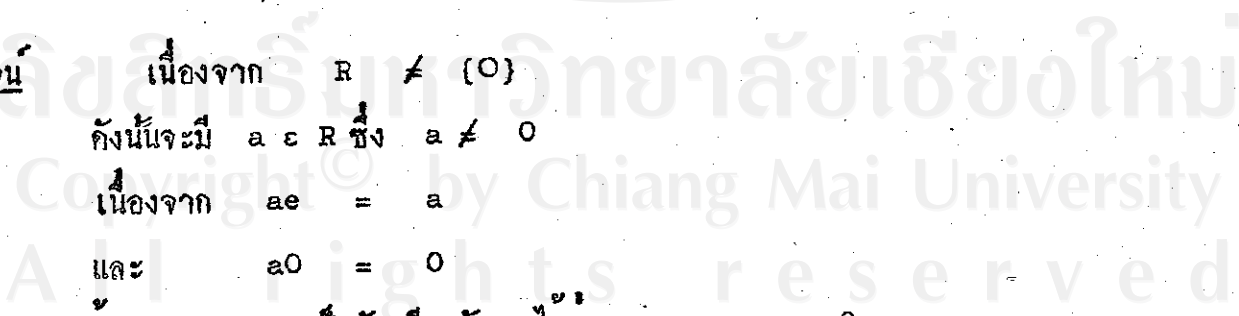 เนื่องจาก R ≠ {0}
ดังนั้นจะมี a ε R ซึ่ง a ≠ 0
เนื่องจาก ae = a
และ a0 = 0
ลิขสิทธิ์มหาวิทยาลัยเชียงใหม่
Copyright© by Chiang Mai University
All rights reserved